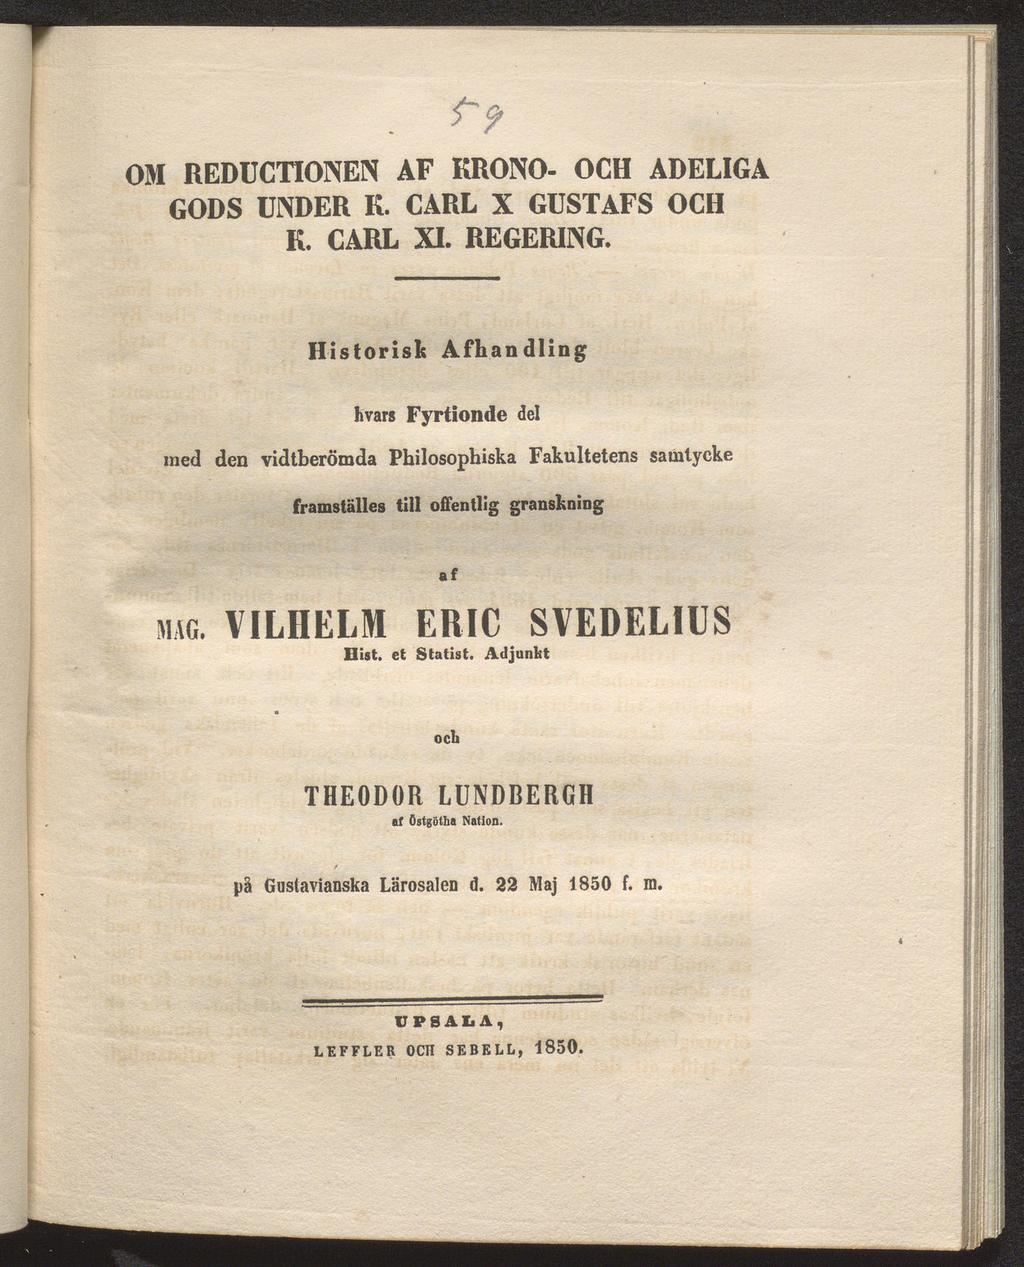 59
OM REDUCTIONEN AF KRONO- OCH ADELIGA
GODS UNDER K. CARL X GUSTAFS OCH
K. CARL XI. REGERING.
Historisk Afhandling
hvars Fyrtionde del
med den vidtberömda Philosophiska Fakultetens samtycke
framställes till offentlig granskning
af
MAG. VILHELM ERIC SVEDELIUS
Hist. et Statist. Adjunkt
och
THEODOR LUNDBERGH
af Östgötha Nation.
på Gustavianska Lärosalen d. 22 Maj 1850 f. m.
UPSALA,
LEFFLER OCH SEBELL, 1850.